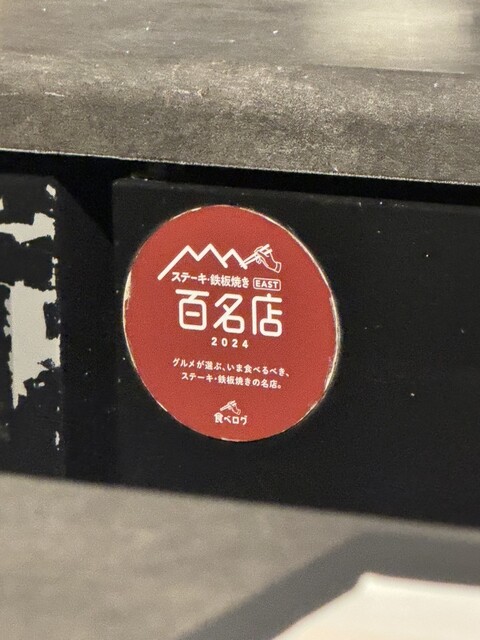 ステーキ・鉄板焼き EAST
百名店
2024
グルメが選ぶ、いま食べるべき、
ステーキ・鉄板焼きの名店。
食べログ